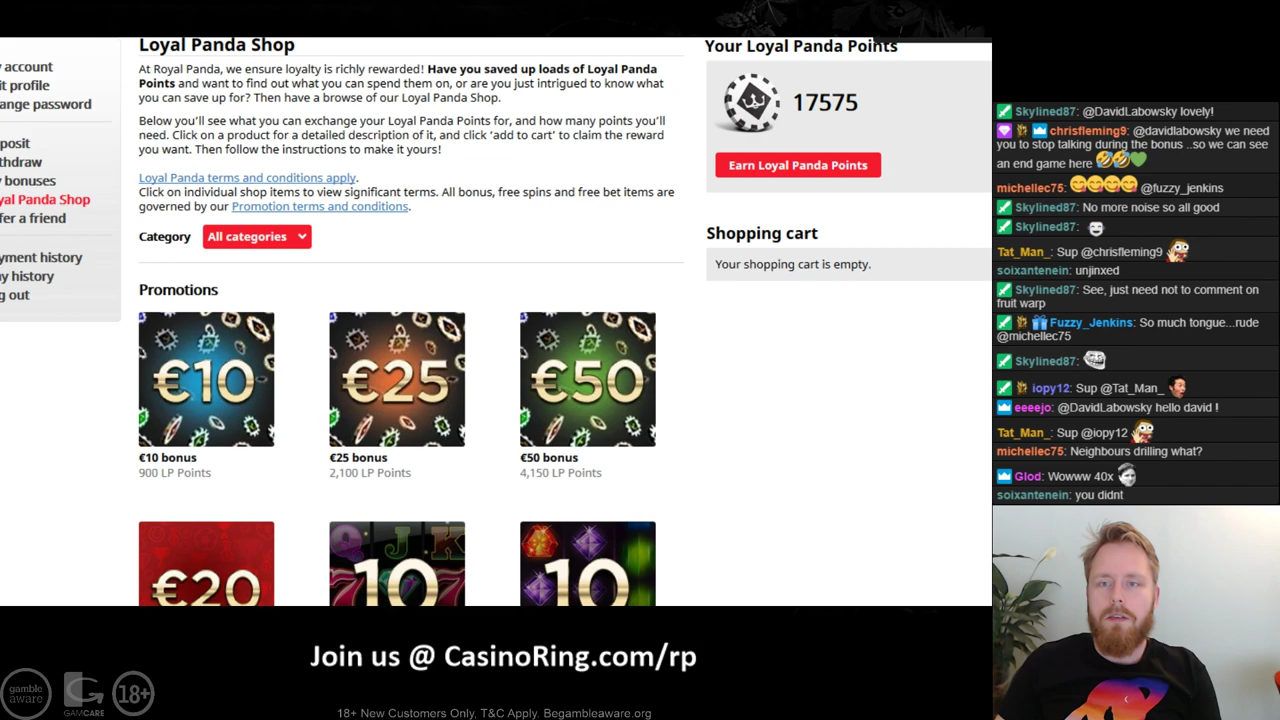 account
it profile
ange password
posit
thdraw
y bonuses
yal Panda Shop
fer a friend
yment history
ay history
g out
Loyal Panda Shop
At Royal Panda, we ensure loyalty is richly rewarded! Have you saved up loads of Loyal Panda
Points and want to find out what you can spend them on, or are you just intrigued to know what
you can save up for? Then have a browse of our Loyal Panda Shop.
Below you'll see what you can exchange your Loyal Panda Points for, and how many points you'll
need. Click on a product for a detailed description of it, and click 'add to cart' to claim the reward
you want. Then follow the instructions to make it yours!
Loyal Panda terms and conditions apply.
Click on individual shop items to view significant terms. All bonus, free spins and free bet items are
governed by our Promotion terms and conditions.
Category All categories
Promotions
€10
€25
€50
€10 bonus
€25 bonus
€50 bonus
900 LP Points
2,100 LP Points
4,150 LP Points
€20
10
10
Your Loyal Panda Points
17575
Earn Loyal Panda Points
Shopping cart
Your shopping cart is empty.
Skylined87: @DavidLabowsky lovely!
chrisfleming9: @davidlabowsky we need
you to stop talking during the bonus ..so we can see
an end game here
michellec75: @fuzzy_jenkins
Skylined87: No more noise so all good
Skylined87:
Tat_Man_: Sup @chrisfleming9
soixantenein: unjinxed
Skylined87: See, just need not to comment on
fruit warp
Fuzzy_Jenkins: So much tongue...rude
@michellec75
Skylined87:
iopy12: Sup @Tat_Man_
eeeejo: @DavidLabowsky hello david !
Tat_Man_: Sup @iopy12
michellec75: Neighbours drilling what?
Glod: Wowww 40x
soixantenein: you didnt
Join us @ CasinoRing.com/rp
gamble
aware
GAMCARE
18+
18+ New Customers Only, T&C Apply. Begambleaware.org